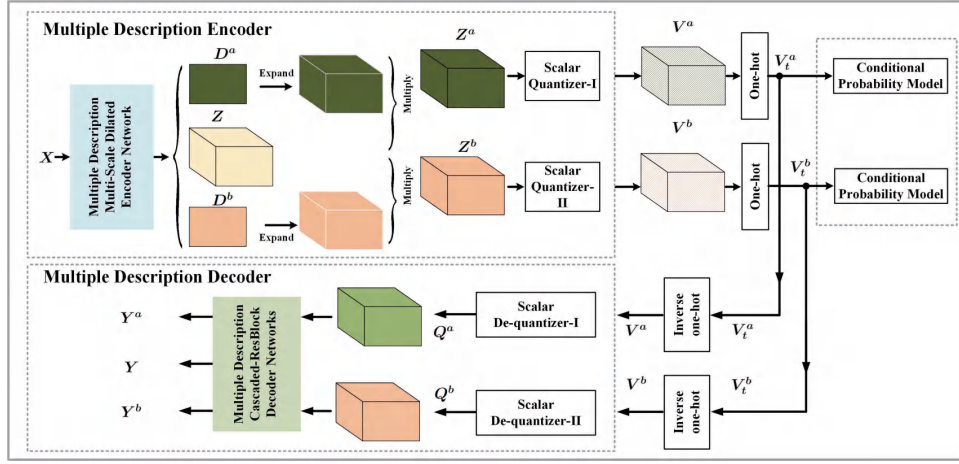 Multiple Description Encoder
D^a
Expand
Z^a
Multiply
Scalar
Quantizer-I
V^a
One-hot
V_t^a
Conditional
Probability Model
X
Multiple Description
Multi-Scale Dilated
Encoder Network
Z
D^b
Expand
Z^b
Multiply
Scalar
Quantizer-
II
V^b
One-hot
V_t^b
Conditional
Probability Model
Multiple Description Decoder
Y^a
Y
Y^b
Multiple Description
Cascaded-ResBlock
Decoder Networks
Q^a
Scalar
De-quantizer-I
V^a
Inverse
one-hot
V_t^a
Q^b
Scalar
De-quantizer-II
V^b
Inverse
one-hot
V_t^b